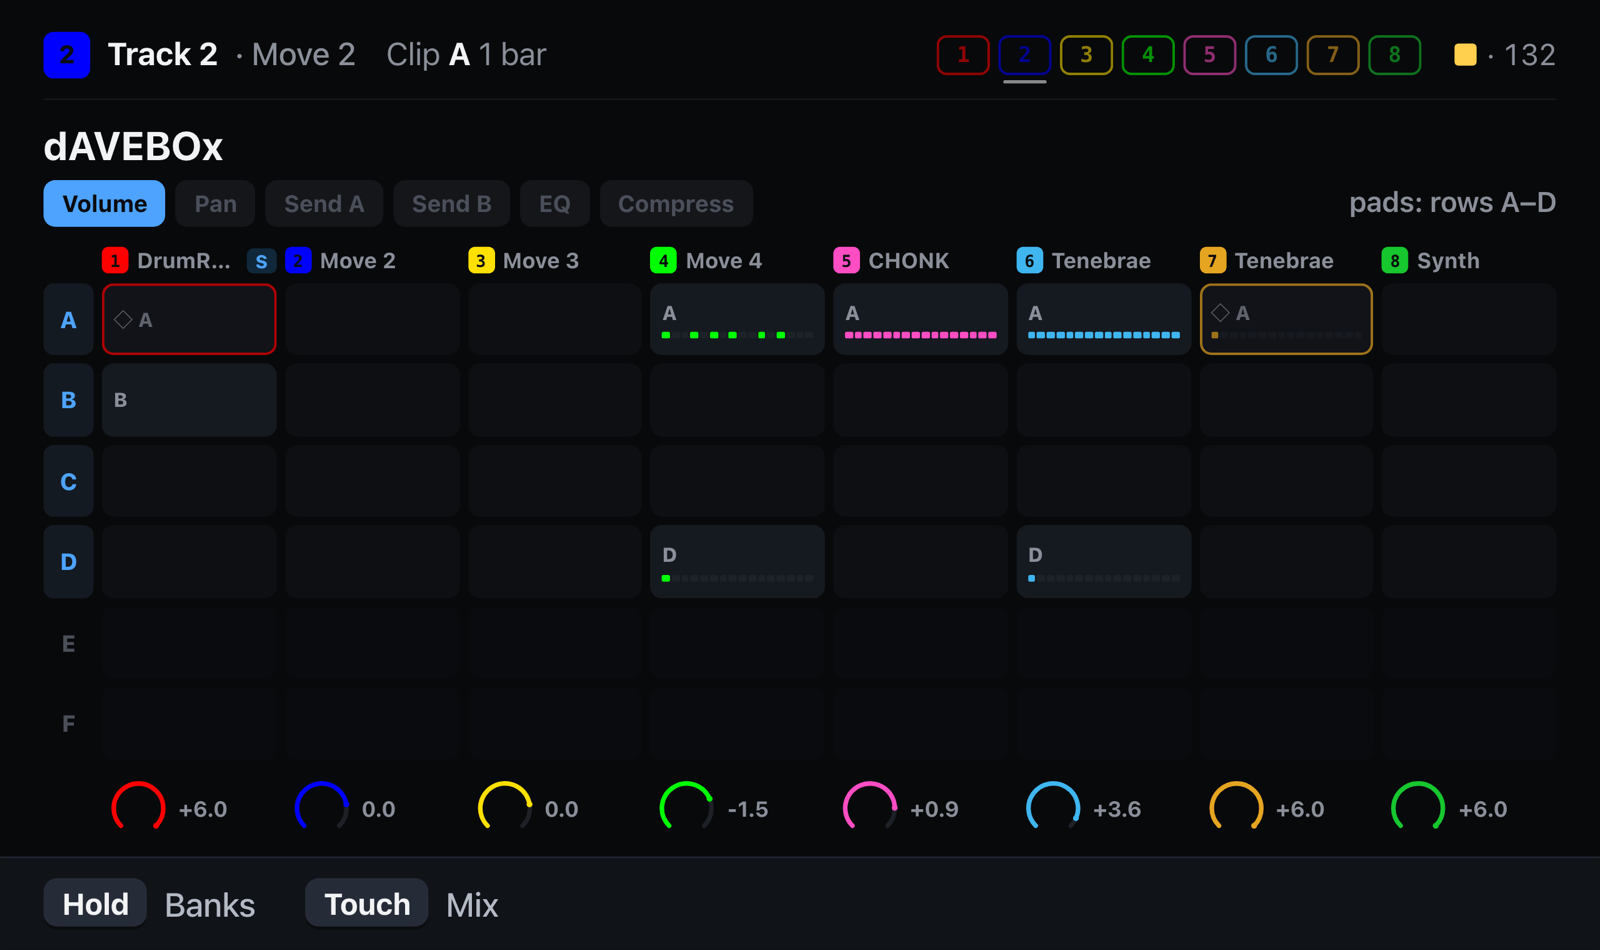 2 Track 2 · Move 2 Clip A 1 bar 1 2 3 4 5 6 7 8 · 132
dAVEBOx
Volume Pan Send A Send B EQ Compress pads: rows A–D
1 DrumR... S 2 Move 2 3 Move 3 4 Move 4 5 CHONK 6 Tenebrae 7 Tenebrae 8 Synth
A A A A A A
B B
C
D D D
E
F
+6.0 0.0 0.0 -1.5 +0.9 +3.6 +6.0 +6.0
Hold Banks Touch Mix